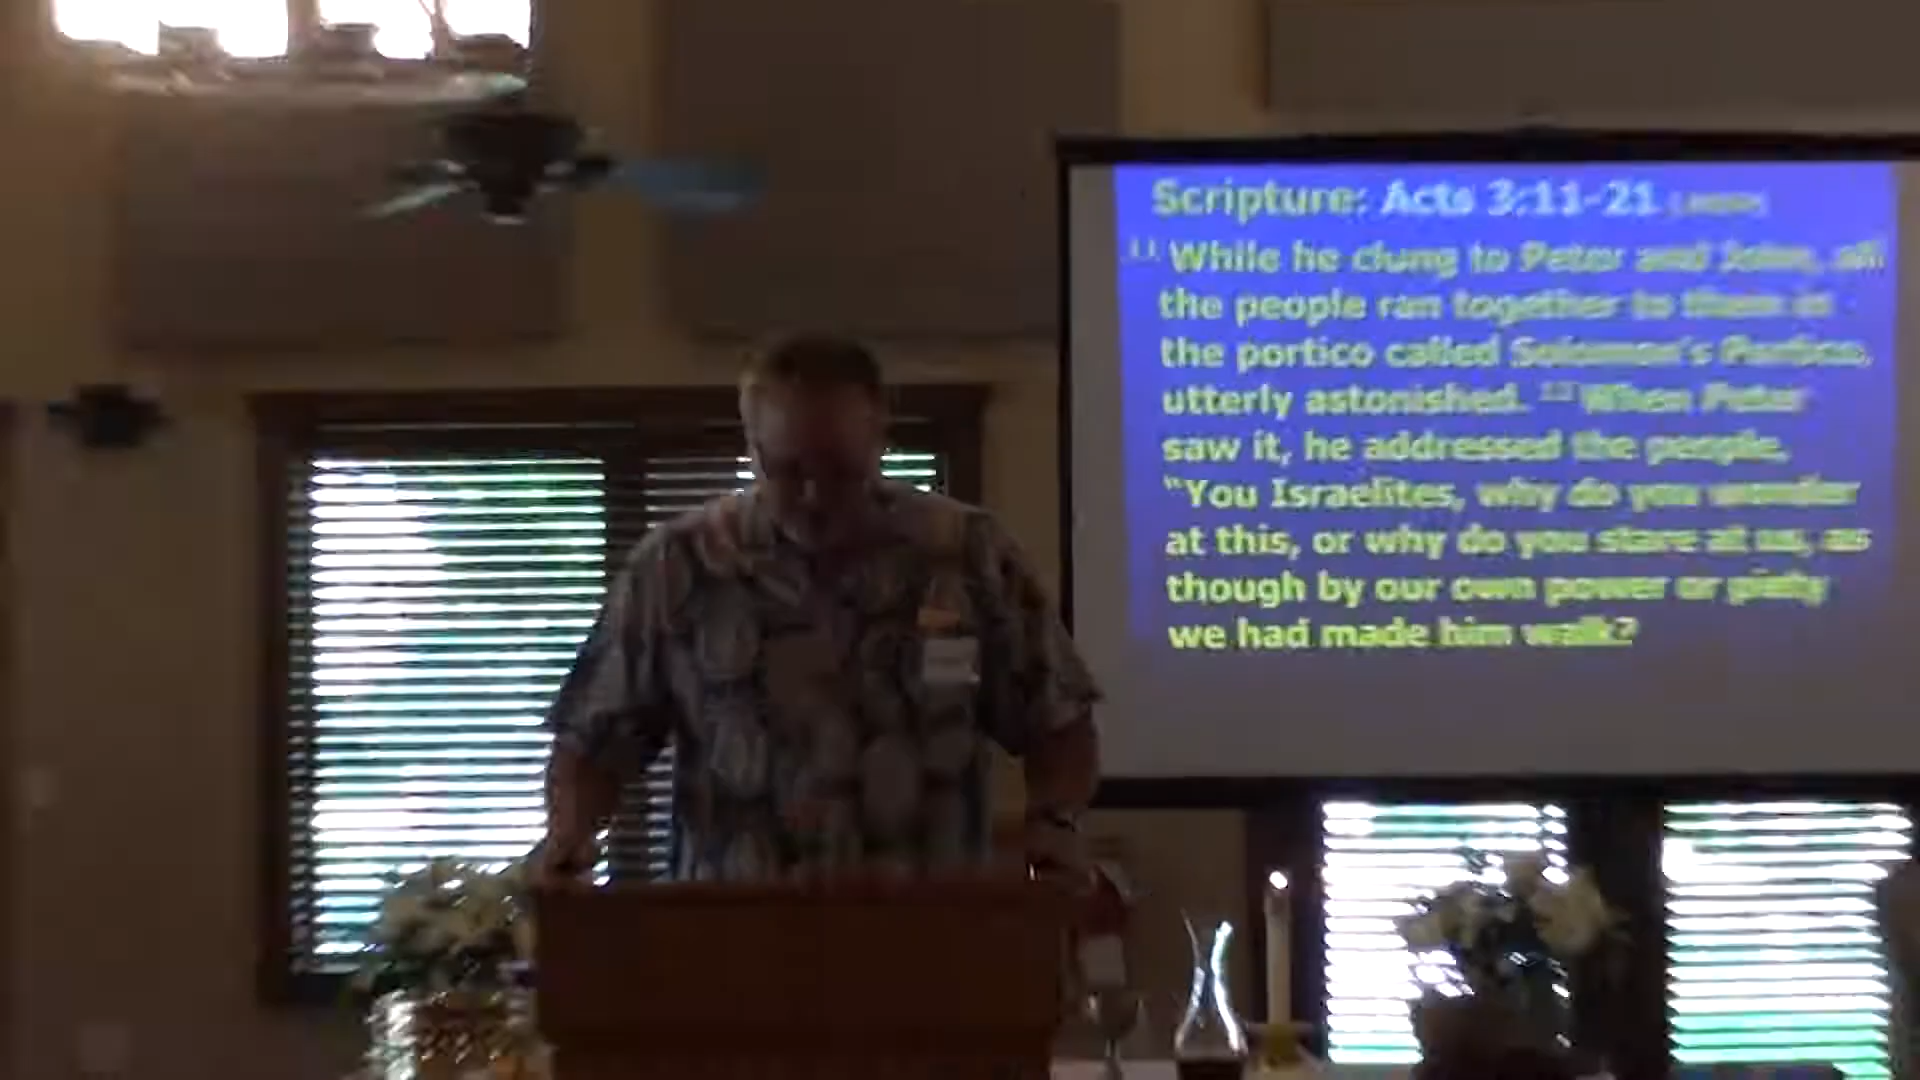 Scripture: Acts 3:11-21
11 While he clung to Peter and John, all
the people ran together to them in
the portico called Solomon's Portico,
utterly astonished. 12 When Peter
saw it, he addressed the people,
"You Israelites, why do you wonder
at this, or why do you stare at us, as
though by our own power or piety
we had made him walk?